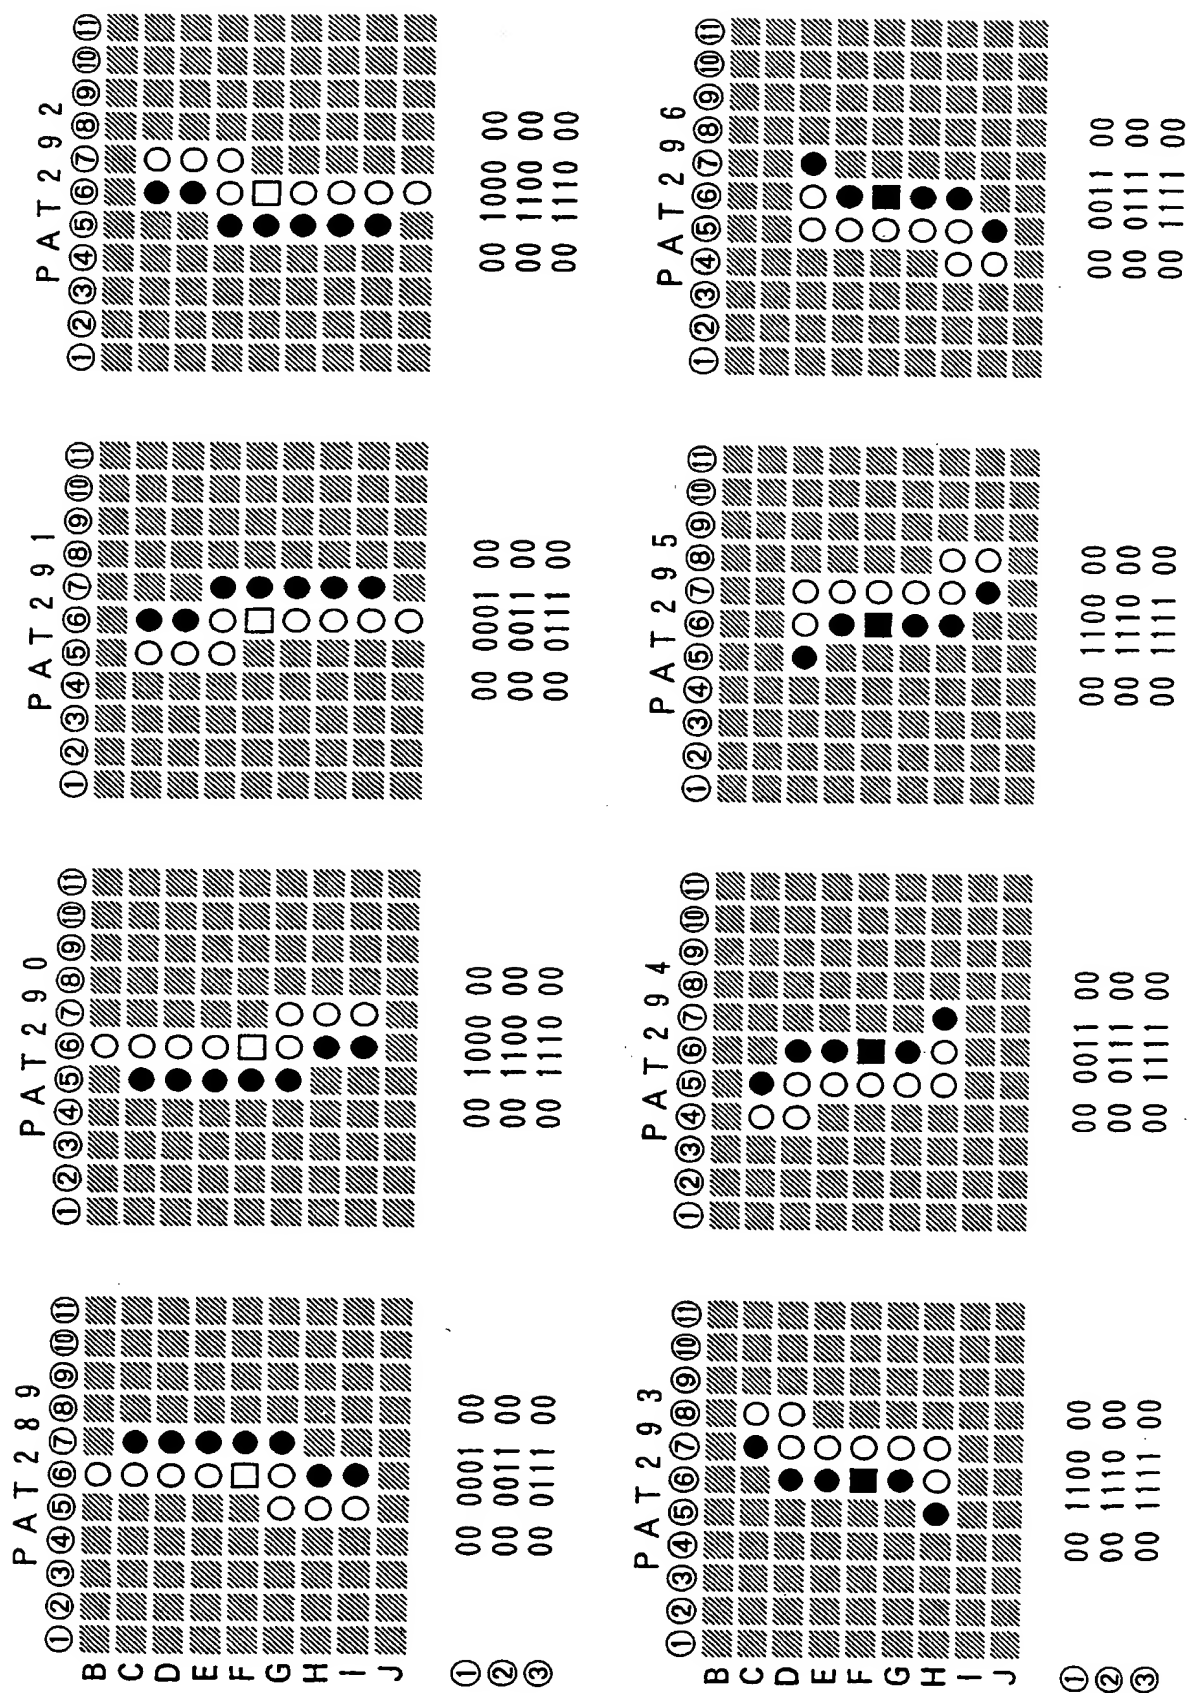 PAT289 PAT290 PAT291 PAT292
①②③④⑤⑥⑦⑧⑨⑩⑪ ①②③④⑤⑥⑦⑧⑨⑩⑪ ①②③④⑤⑥⑦⑧⑨⑩⑪ ①②③④⑤⑥⑦⑧⑨⑩⑪
B
C
D
E
F
G
H
I
J
① 00 0001 00 00 1000 00 00 0001 00 00 1000 00
② 00 0011 00 00 1100 00 00 0011 00 00 1100 00
③ 00 0111 00 00 1110 00 00 0111 00 00 1110 00
PAT293 PAT294 PAT295 PAT296
①②③④⑤⑥⑦⑧⑨⑩⑪ ①②③④⑤⑥⑦⑧⑨⑩⑪ ①②③④⑤⑥⑦⑧⑨⑩⑪ ①②③④⑤⑥⑦⑧⑨⑩⑪
B
C
D
E
F
G
H
I
J
① 00 1100 00 00 0011 00 00 1100 00 00 0011 00
② 00 1110 00 00 0111 00 00 1110 00 00 0111 00
③ 00 1111 00 00 1111 00 00 1111 00 00 1111 00